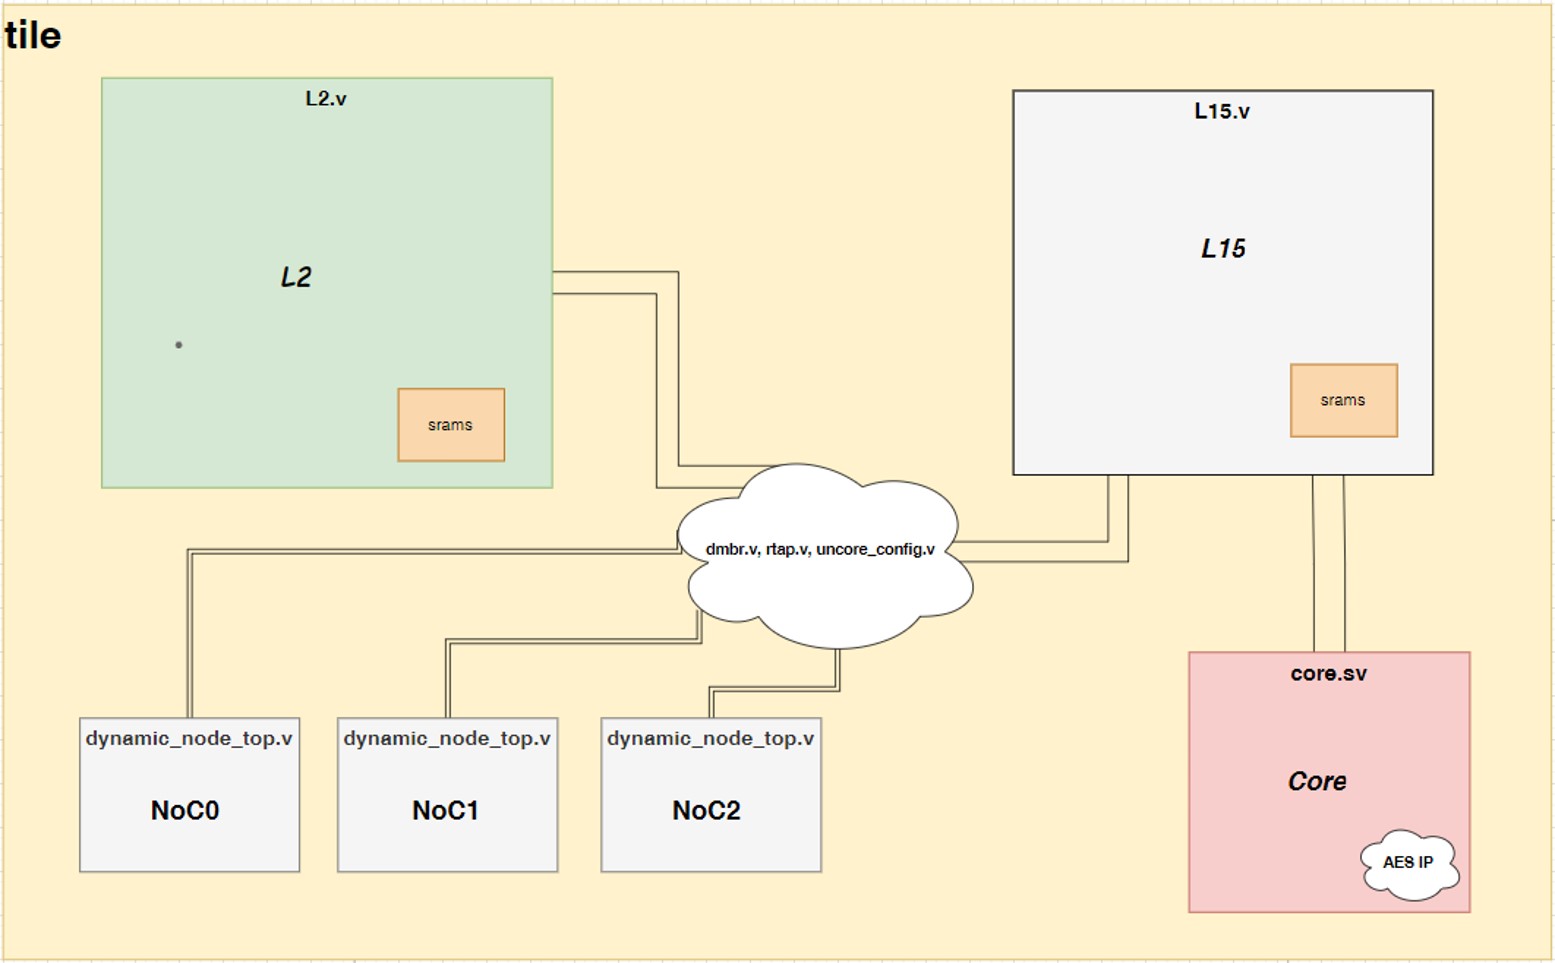 tile
L2.v
L2
srams
L15.v
L15
srams
dmbr.v, rtap.v, uncore_config.v
dynamic_node_top.v
NoC0
dynamic_node_top.v
NoC1
dynamic_node_top.v
NoC2
core.sv
Core
AES IP